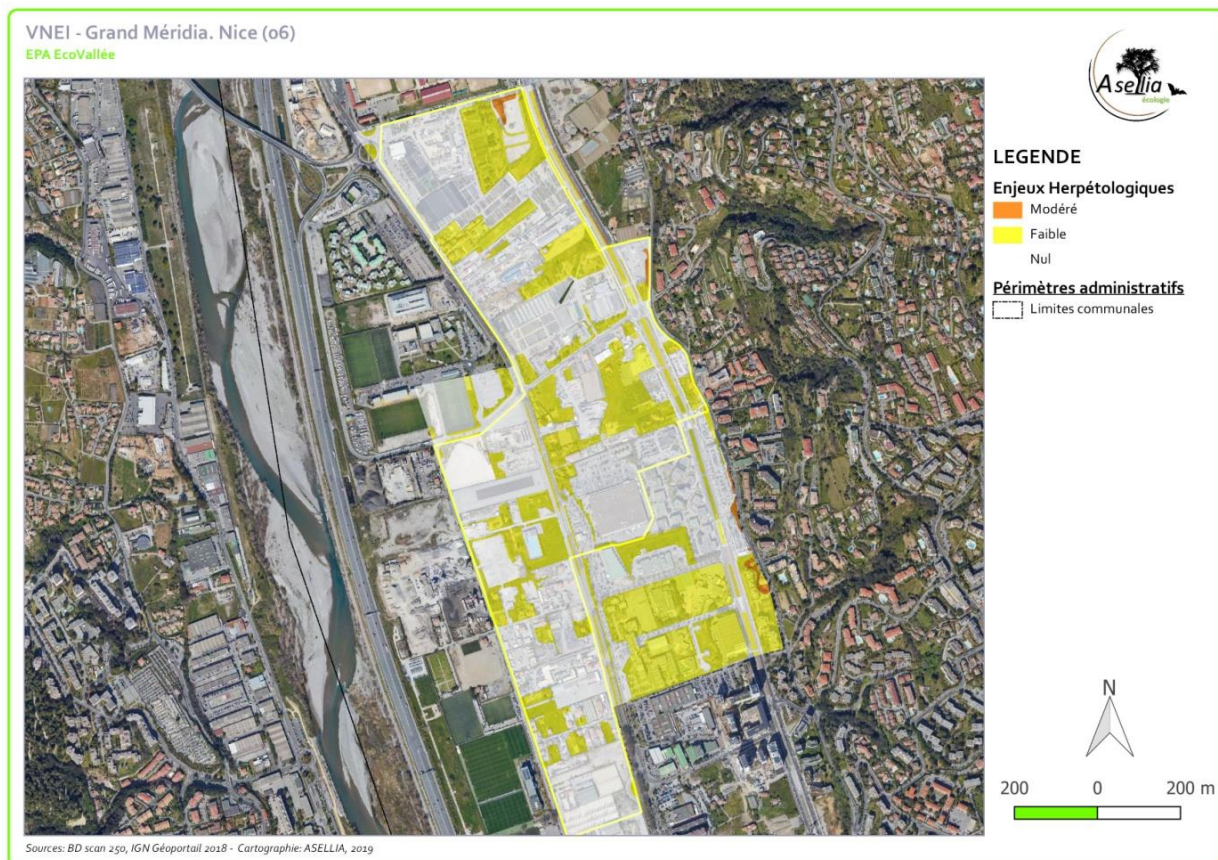 VNEI - Grand Méridia. Nice (06)
EPA EcoVallée
Asellia
écologie
LEGENDE
Enjeux Herpétologiques
Modéré
Faible
Nul
Périmètres administratifs
Limites communales
N
200 0 200 m
Sources: BD scan 250, IGN Géoportail 2018 - Cartographie: ASELLIA, 2019